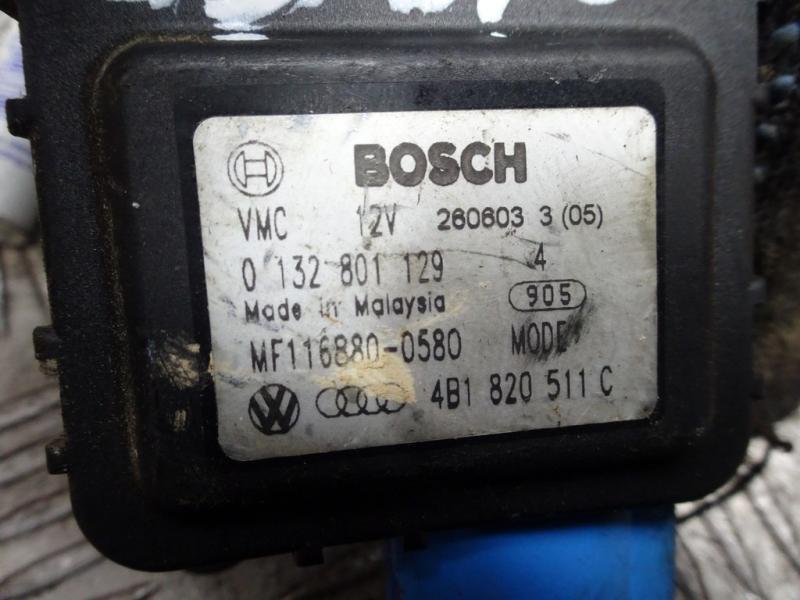 BOSCH
VMC 12V 260603 3 (05)
0 132 801 129 4
Made in Malaysia 905
MF116880-0580 MODE
4B1 820 511 C